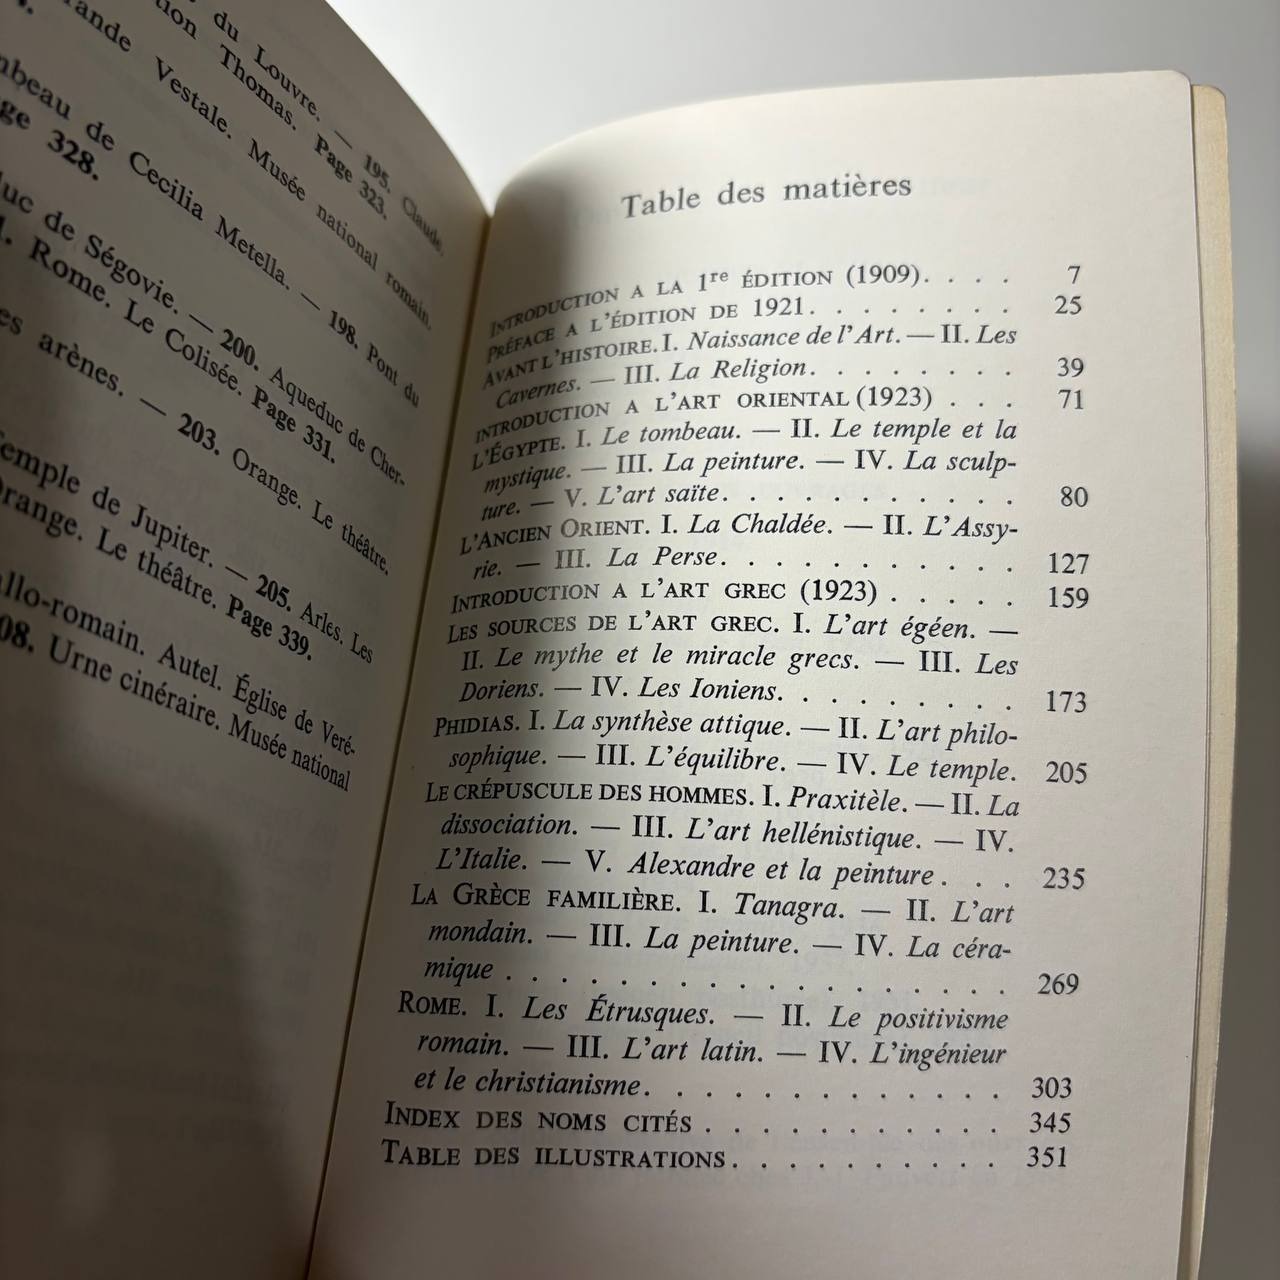 du Louvre. — 195. Claude.
Thomas. Page 323.
Vestale. Musée national romain.
de Cecilia Metella. — 198. Pont du
328.
de Ségovie. — 200. Aqueduc de Cher-
Rome. Le Colisée. Page 331.
arènes. — 203. Orange. Le théâtre.
de Jupiter. — 205. Arles. Les
Le théâtre. Page 339.
Autel. Église de Veré-
Urne cinéraire. Musée national
Table des matières
INTRODUCTION A LA 1re ÉDITION (1909). . . . 7
PRÉFACE A L'ÉDITION DE 1921. . . . . . . . 25
AVANT L'HISTOIRE. I. Naissance de l'Art. — II. Les
Cavernes. — III. La Religion. . . . . . . . 39
INTRODUCTION A L'ART ORIENTAL (1923) . . . 71
L'ÉGYPTE. I. Le tombeau. — II. Le temple et la
mystique. — III. La peinture. — IV. La sculp-
ture. — V. L'art saïte. . . . . . . . . . . 80
L'ANCIEN ORIENT. I. La Chaldée. — II. L'Assy-
rie. — III. La Perse. . . . . . . . . . . . 127
INTRODUCTION A L'ART GREC (1923) . . . . . 159
LES SOURCES DE L'ART GREC. I. L'art égéen. —
II. Le mythe et le miracle grecs. — III. Les
Doriens. — IV. Les Ioniens. . . . . . . . . 173
PHIDIAS. I. La synthèse attique. — II. L'art philo-
sophique. — III. L'équilibre. — IV. Le temple. 205
LE CRÉPUSCULE DES HOMMES. I. Praxitèle. — II. La
dissociation. — III. L'art hellénistique. — IV.
L'Italie. — V. Alexandre et la peinture . . . 235
LA GRÈCE FAMILIÈRE. I. Tanagra. — II. L'art
mondain. — III. La peinture. — IV. La céra-
mique . . . . . . . . . . . . . . . . . . 269
ROME. I. Les Étrusques. — II. Le positivisme
romain. — III. L'art latin. — IV. L'ingénieur
et le christianisme. . . . . . . . . . . . 303
INDEX DES NOMS CITÉS . . . . . . . . . . . 345
TABLE DES ILLUSTRATIONS. . . . . . . . . . 351